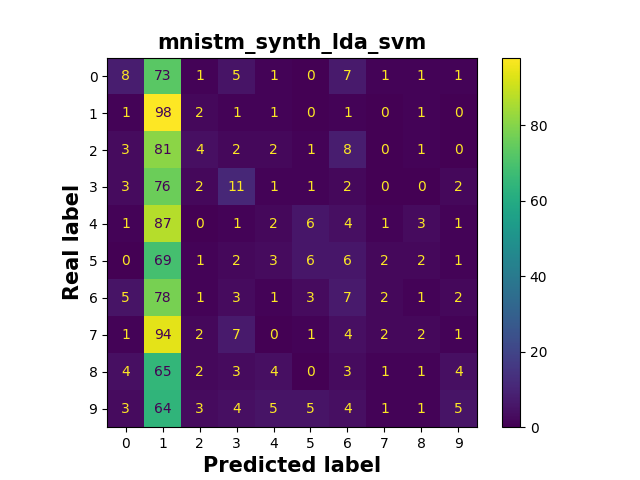 mnistm_synth_lda_svm
Real label
0 8 73 1 5 1 0 7 1 1 1
1 1 98 2 1 1 0 1 0 1 0
2 3 81 4 2 2 1 8 0 1 0
3 3 76 2 11 1 1 2 0 0 2
4 1 87 0 1 2 6 4 1 3 1
5 0 69 1 2 3 6 6 2 2 1
6 5 78 1 3 1 3 7 2 1 2
7 1 94 2 7 0 1 4 2 2 1
8 4 65 2 3 4 0 3 1 1 4
9 3 64 3 4 5 5 4 1 1 5
0 1 2 3 4 5 6 7 8 9
Predicted label
80
60
40
20
0